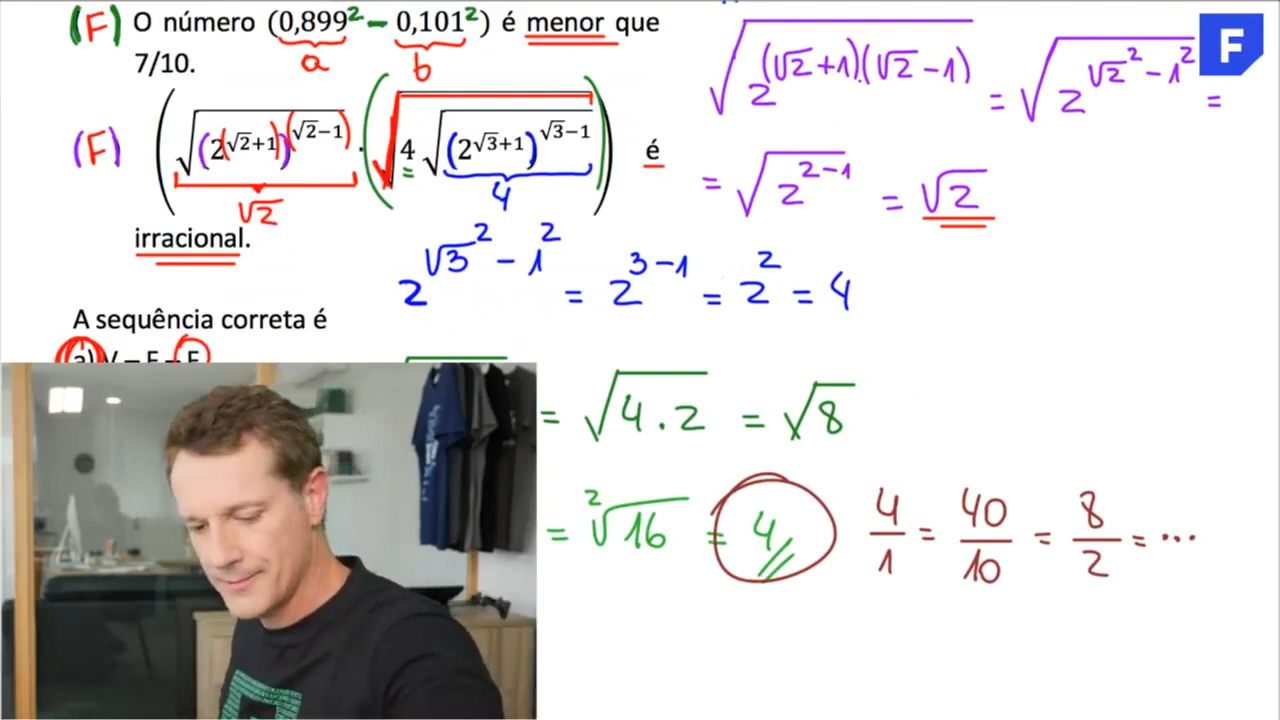 (F) O número (0,899² − 0,101²) é menor que
a b
7/10.
(F) (√(2^(√2+1))^(√2−1) · (√4√(2^(√3+1))^(√3−1))) é
√2 4
irracional.
2^(√3² − 1²) = 2^(3−1) = 2² = 4
A sequência correta é
a) V – F – F
√2^((√2+1).(√2−1)) = √2^(√2² − 1²) =
= √2^(2−1) = √2
= √4.2 = √8
= ²√16 = 4 4/1 = 40/10 = 8/2 = ...
F